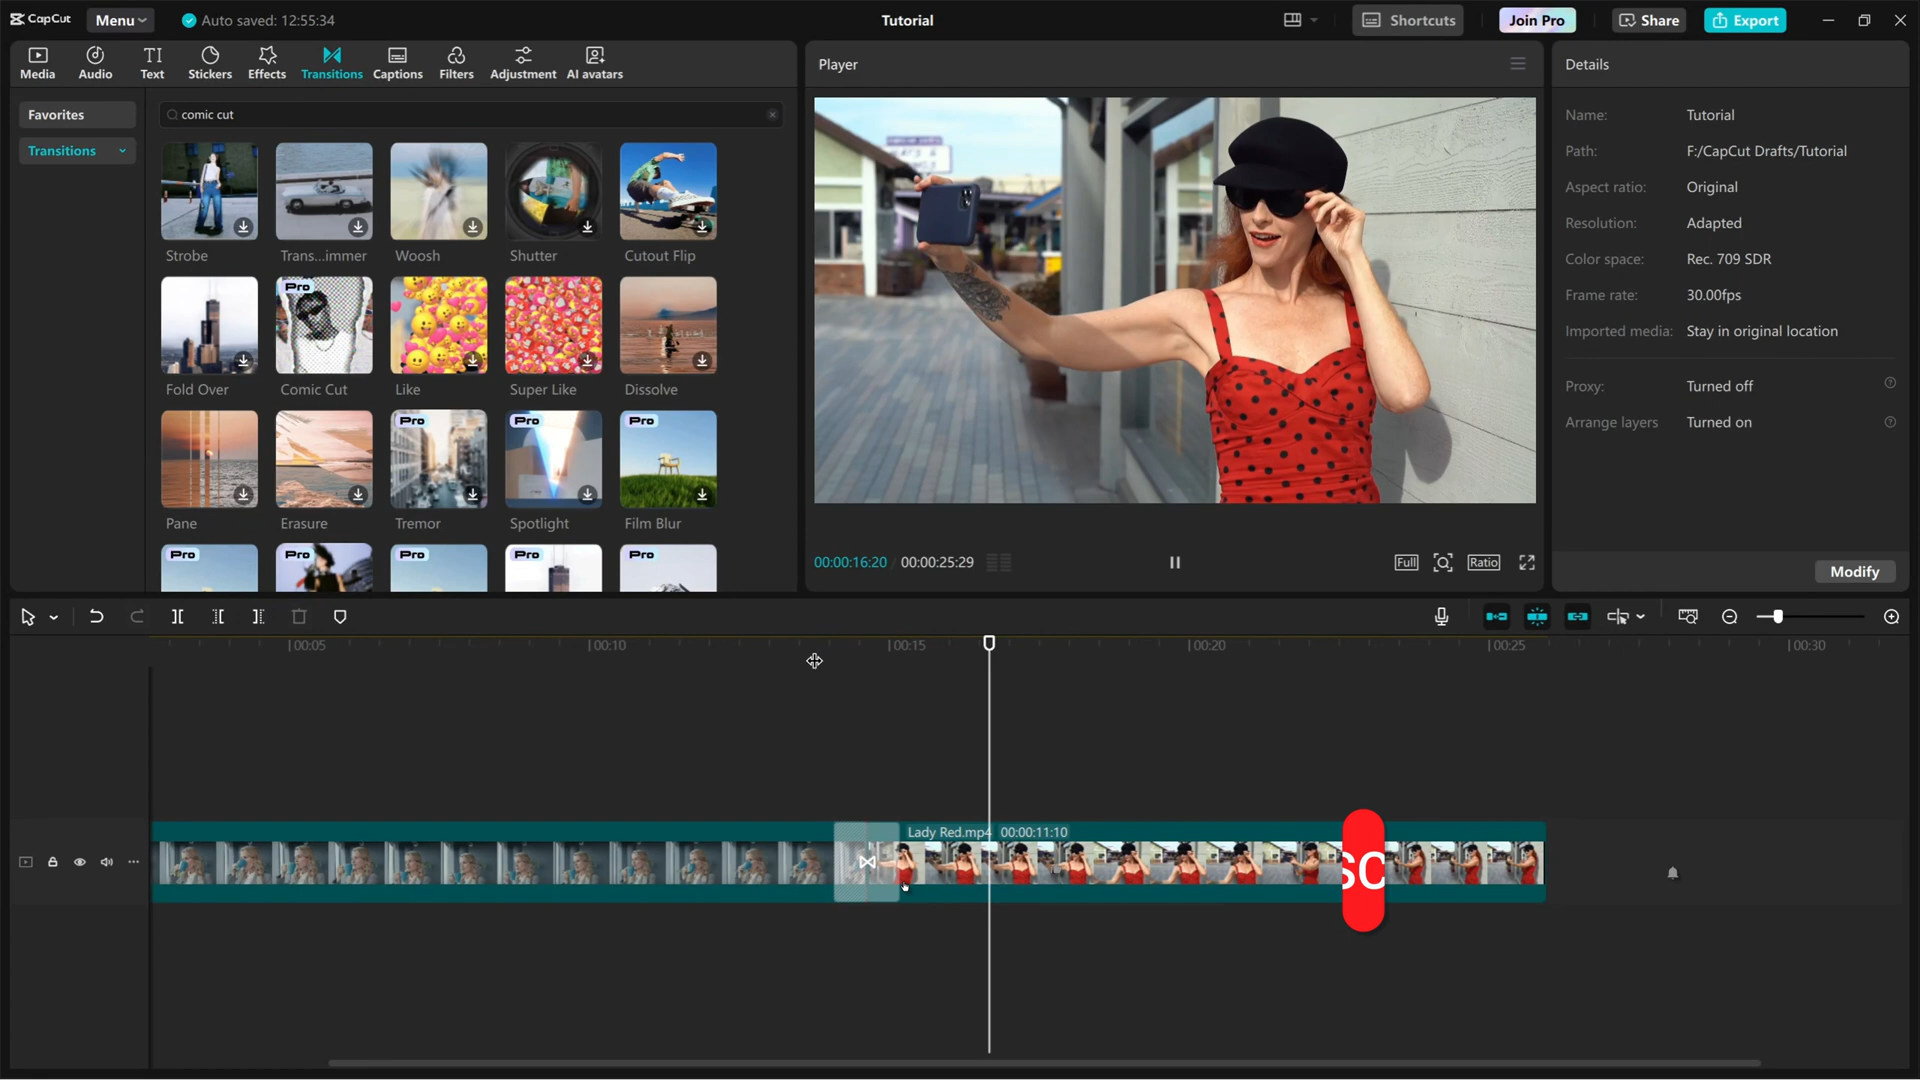 CapCut
Menu
Auto saved: 12:55:34
Tutorial
Shortcuts
Join Pro
Share
Export
Media
Audio
Text
Stickers
Effects
Transitions
Captions
Filters
Adjustment
AI avatars
Player
Details
Favorites
Transitions
comic cut
Strobe
Trans...immer
Woosh
Shutter
Cutout Flip
Pro
Fold Over
Comic Cut
Like
Super Like
Dissolve
Pro
Pro
Pro
Pane
Erasure
Tremor
Spotlight
Film Blur
Pro
Pro
Pro
Pro
Pro
00:00:16:20 / 00:00:25:29
Full
Ratio
Name: Tutorial
Path: F:/CapCut Drafts/Tutorial
Aspect ratio: Original
Resolution: Adapted
Color space: Rec. 709 SDR
Frame rate: 30.00fps
Imported media: Stay in original location
Proxy: Turned off
Arrange layers Turned on
Modify
00:05
00:10
00:15
00:20
00:25
00:30
Lady Red.mp4 00:00:11:10